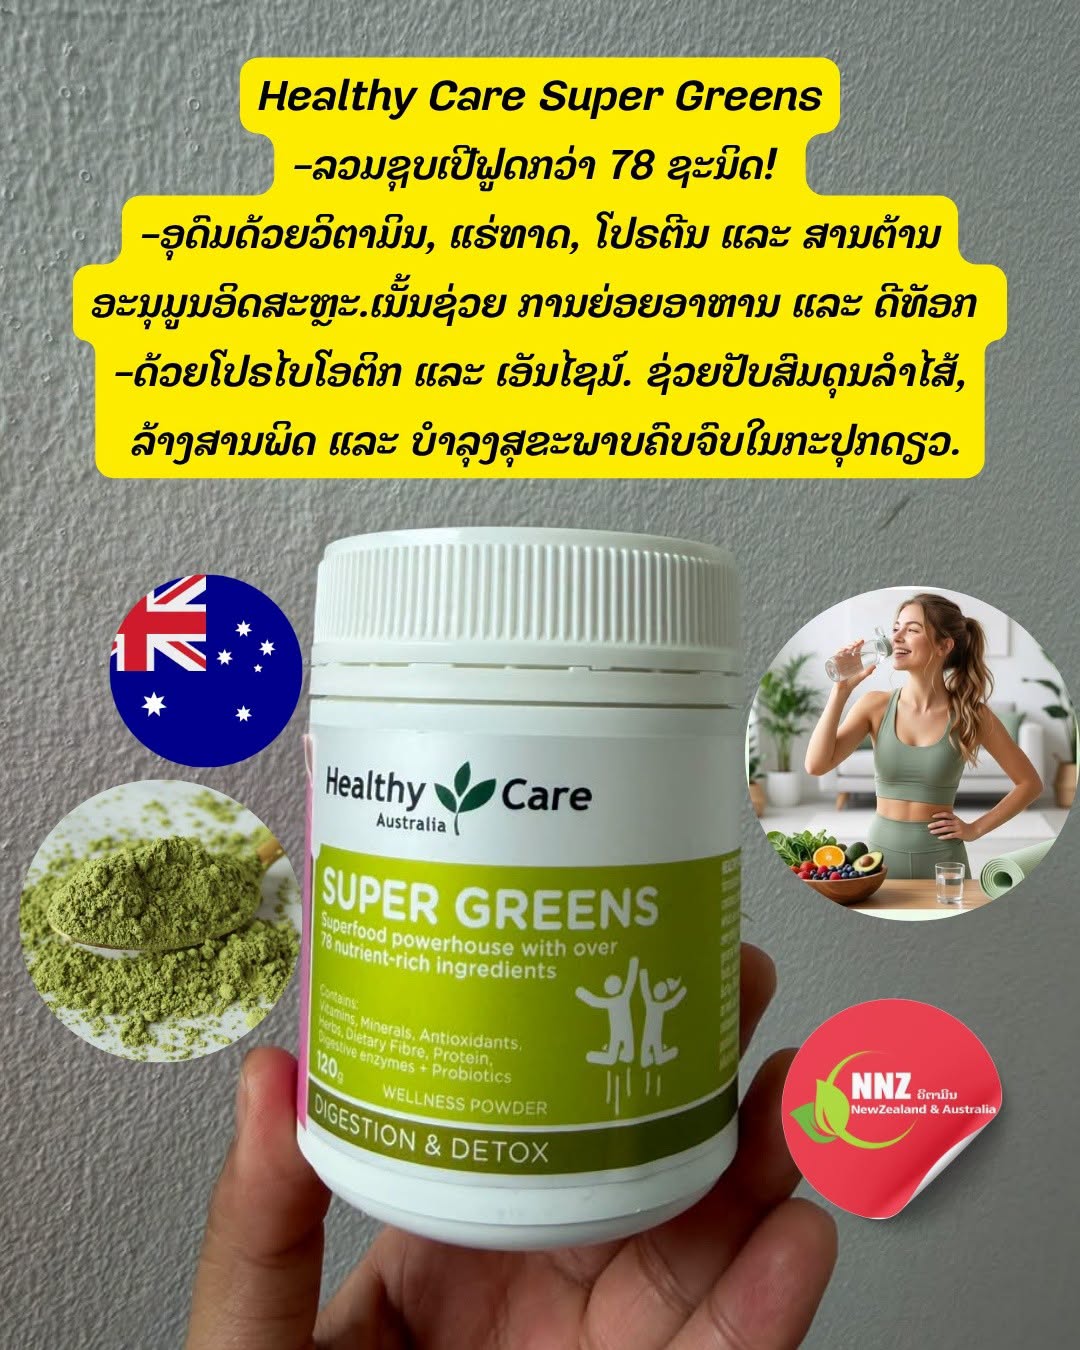 Healthy Care Super Greens
-ລວມຊຸບເປີຟູດກວ່າ 78 ຊະນິດ!
-ອຸດົມດ້ວຍວິຕາມິນ, ແຮ່ທາດ, ໂປຣຕີນ ແລະ ສານຕ້ານ
ອະນຸມູນອິດສະຫຼະ.ເນັ້ນຊ່ວຍ ການຍ່ອຍອາຫານ ແລະ ດີທັອກ
-ດ້ວຍໂປຣໄບໂອຕິກ ແລະ ເອັນໄຊມ໌. ຊ່ວຍປັບສົມດຸນລຳໄສ້,
ລ້າງສານພິດ ແລະ ບຳລຸງສຸຂະພາບຄົບຈົບໃນກະປຸກດຽວ.
Healthy Care
Australia
SUPER GREENS
Superfood powerhouse with over
78 nutrient-rich ingredients
Contains:
Vitamins, Minerals, Antioxidants,
Herbs, Dietary Fibre, Protein,
Digestive enzymes + Probiotics
120g
WELLNESS POWDER
DIGESTION & DETOX
NNZ ວິຕາມິນ
NewZealand & Australia